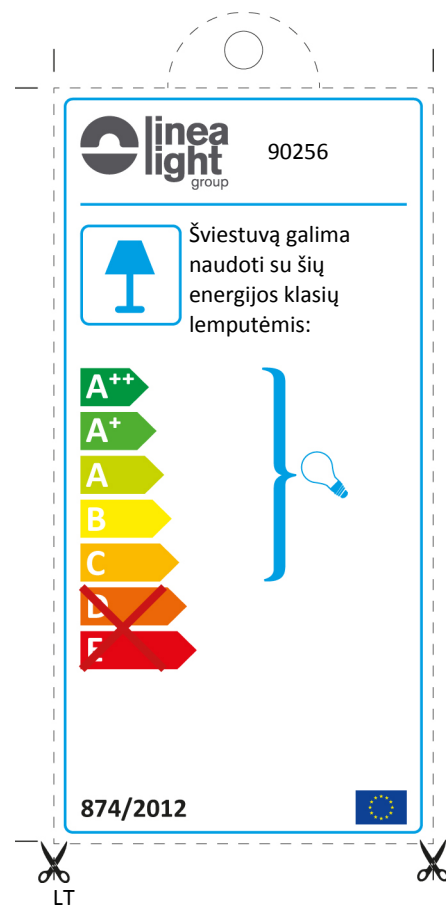 linea
light
group
90256
Šviestuvą galima
naudoti su šių
energijos klasių
lemputėmis:
A++
A+
A
B
C
D
E
874/2012
LT